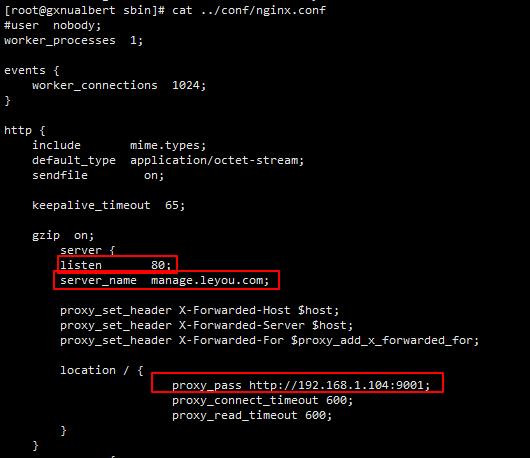 [root@gxnualbert sbin]# cat ../conf/nginx.conf
#user  nobody;
worker_processes  1;
events {
    worker_connections  1024;
}
http {
    include       mime.types;
    default_type  application/octet-stream;
    sendfile        on;
    keepalive_timeout  65;
    gzip  on;
        server {
        listen       80;
        server_name  manage.leyou.com;
        proxy_set_header X-Forwarded-Host $host;
        proxy_set_header X-Forwarded-Server $host;
        proxy_set_header X-Forwarded-For $proxy_add_x_forwarded_for;
        location / {
                        proxy_pass http://192.168.1.104:9001;
                        proxy_connect_timeout 600;
                        proxy_read_timeout 600;
        }
    }